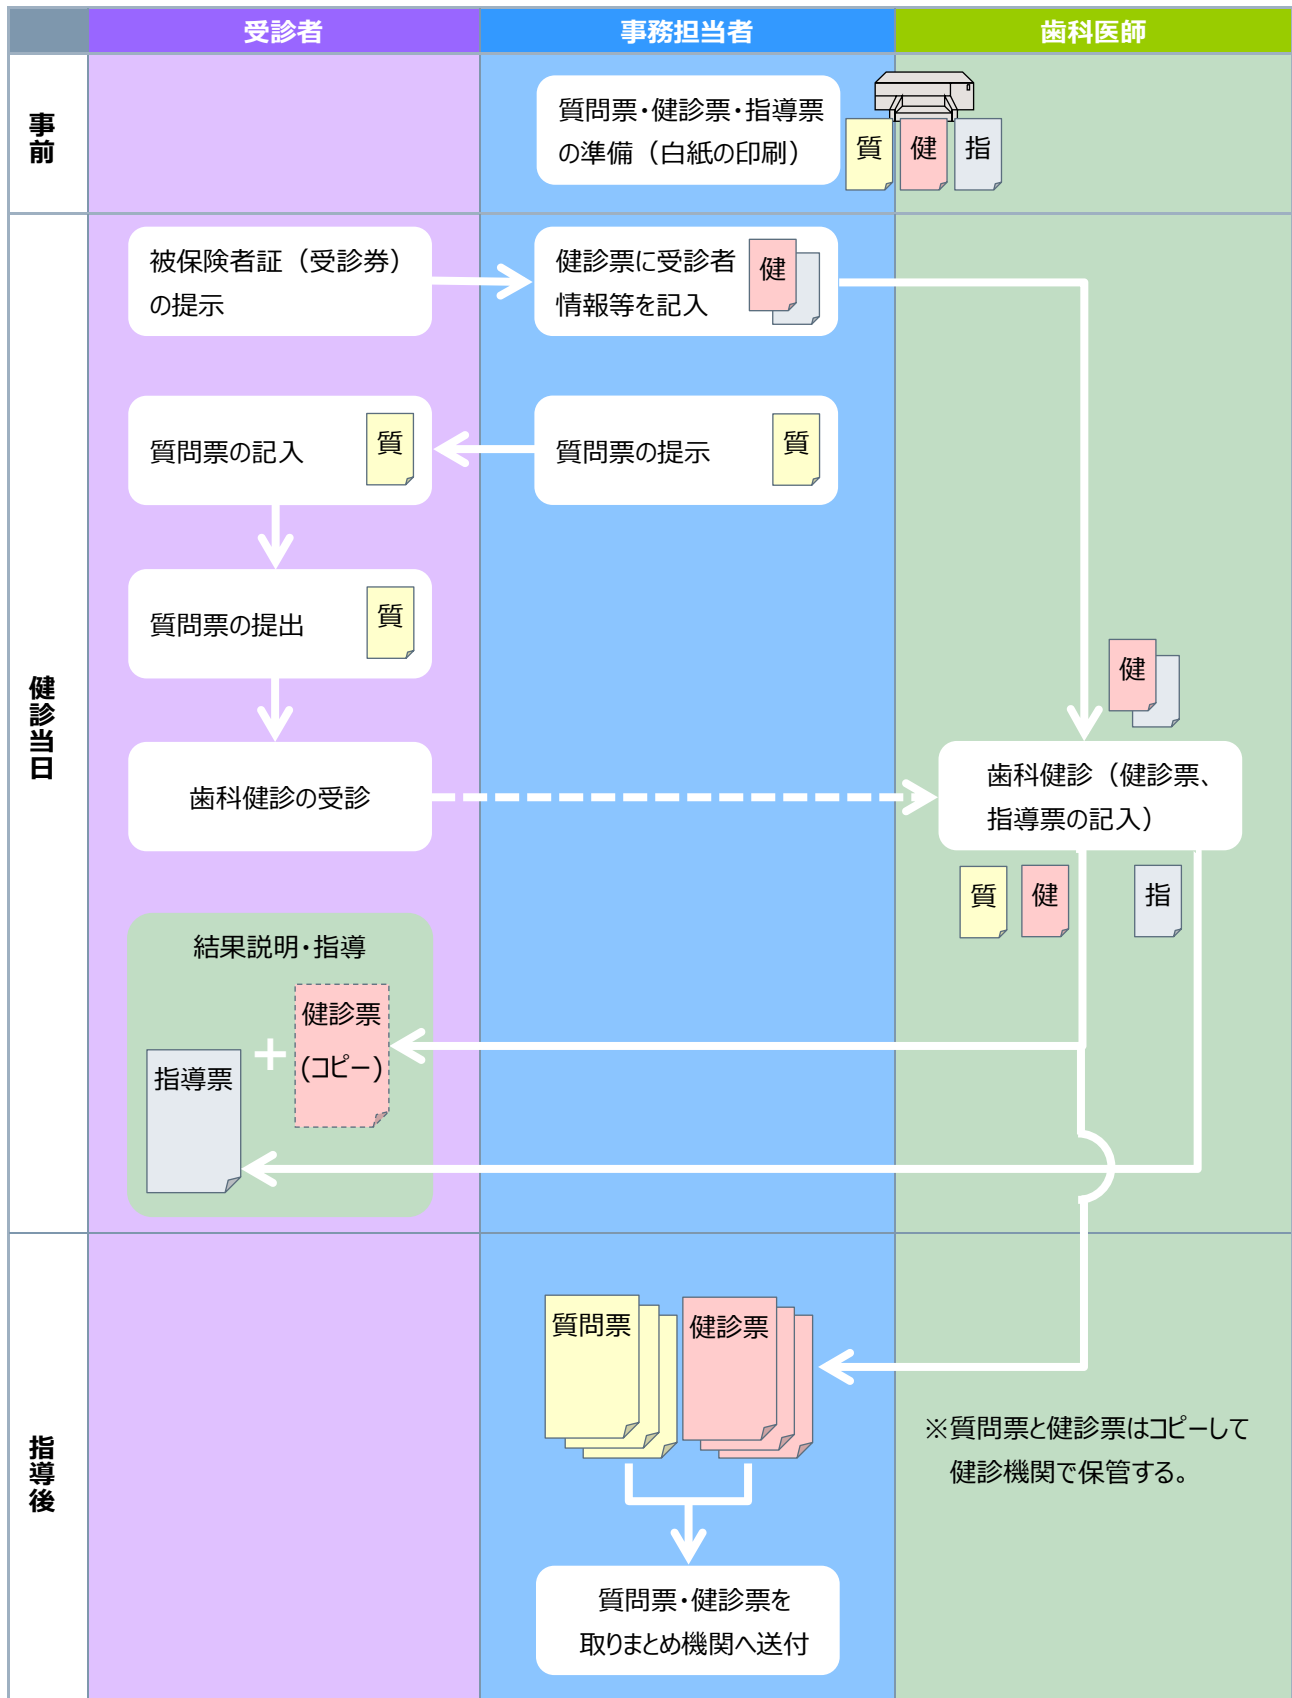 受診者
事務担当者
歯科医師
事前
質問票・健診票・指導票
の準備（白紙の印刷）
質
健
指
健診当日
被保険者証（受診券）
の提示
健診票に受診者
情報等を記入
健
質問票の記入
質
質問票の提示
質
質問票の提出
質
健
歯科健診の受診
歯科健診（健診票、
指導票の記入）
質
健
指
結果説明・指導
健診票
(コピー)
＋
指導票
指導後
質問票
健診票
※質問票と健診票はコピーして
健診機関で保管する。
質問票・健診票を
取りまとめ機関へ送付